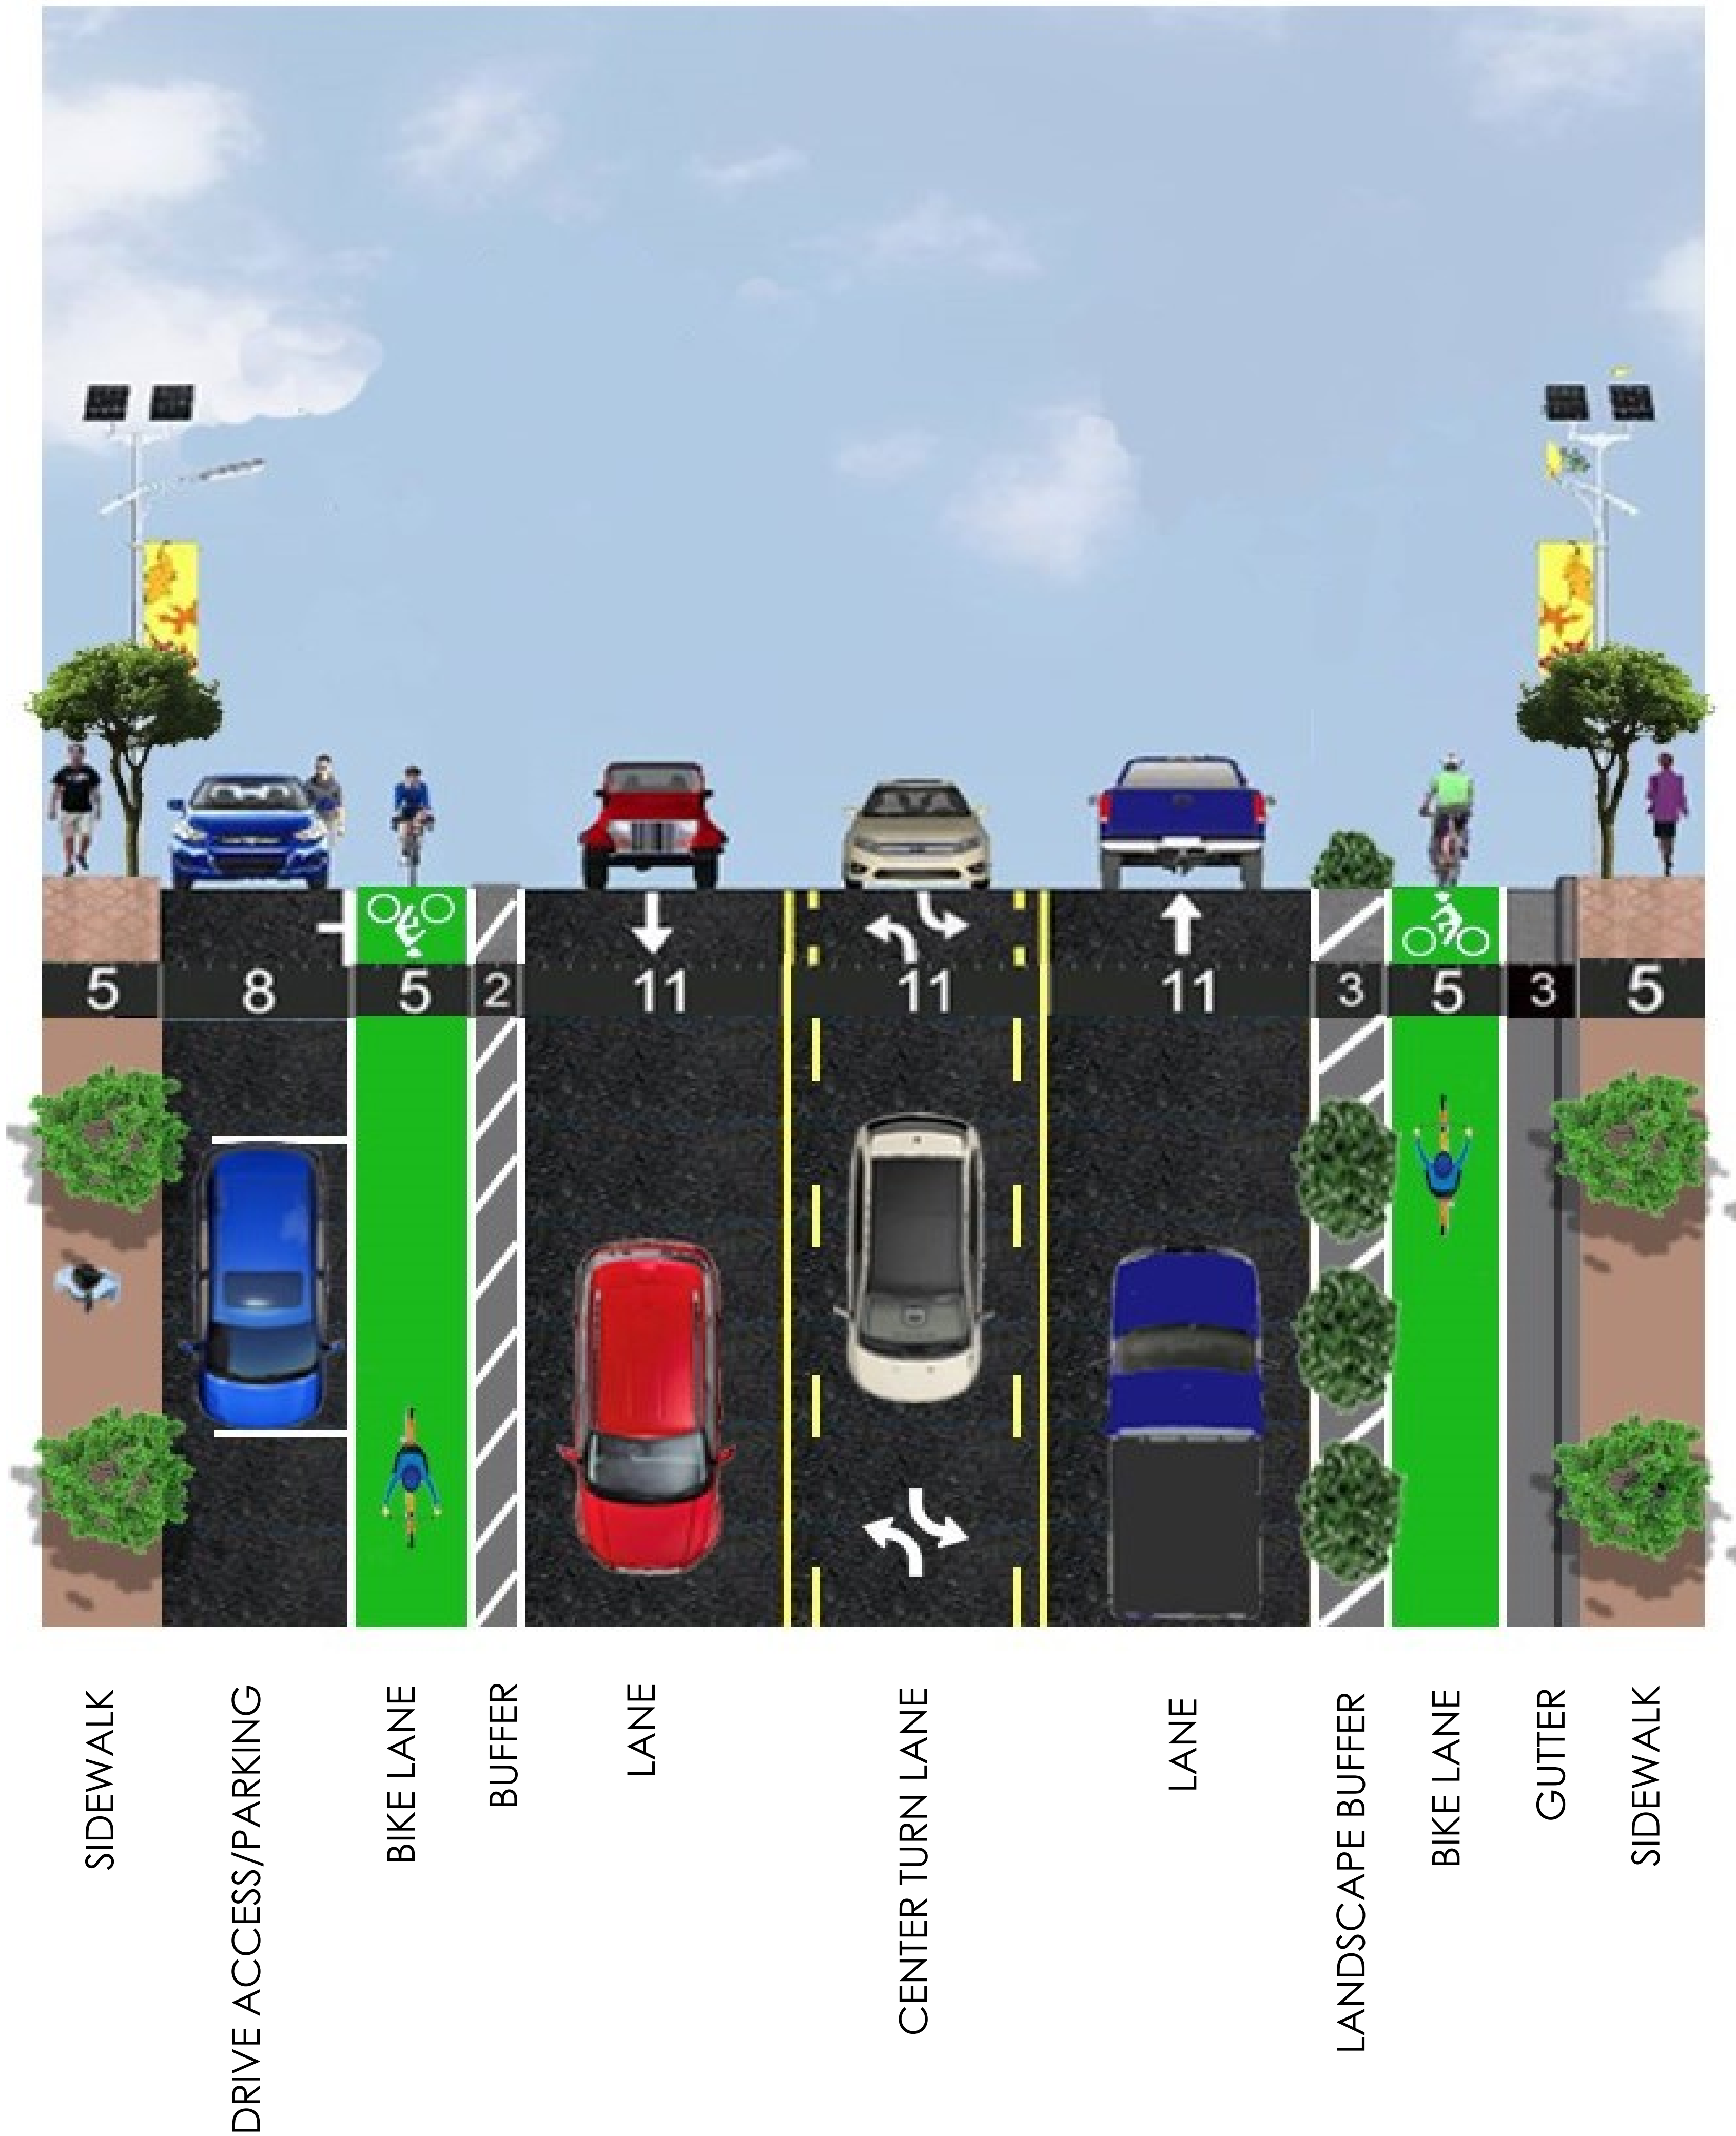 5 8 5 2 11 11 11 3 5 3 5
SIDEWALK
DRIVE ACCESS/PARKING
BIKE LANE
BUFFER
LANE
CENTER TURN LANE
LANE
LANDSCAPE BUFFER
BIKE LANE
GUTTER
SIDEWALK